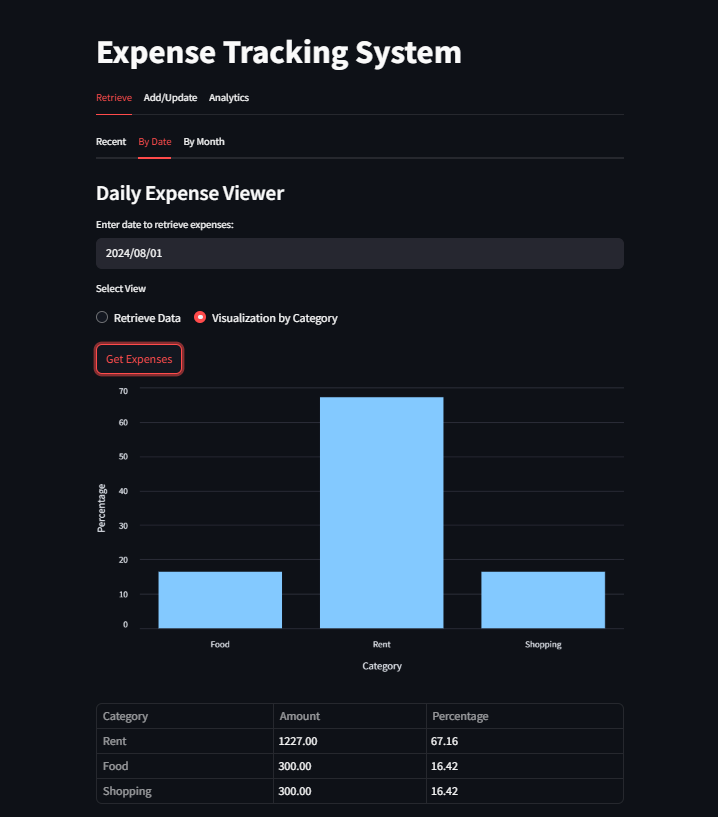 Expense Tracking System
Retrieve Add/Update Analytics
Recent By Date By Month
Daily Expense Viewer
Enter date to retrieve expenses:
2024/08/01
Select View
Retrieve Data Visualization by Category
Get Expenses
70
60
50
40
30
20
10
0
Percentage
Food Rent Shopping
Category
Category Amount Percentage
Rent 1227.00 67.16
Food 300.00 16.42
Shopping 300.00 16.42